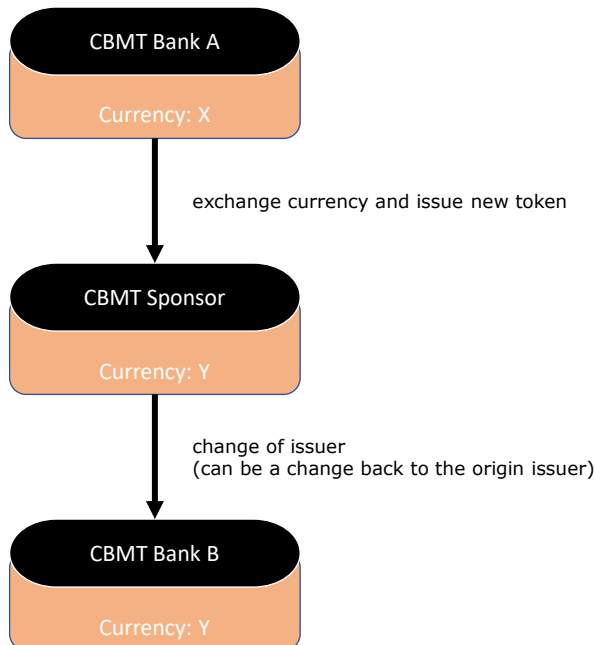 CBMT Bank A
Currency: X
exchange currency and issue new token
CBMT Sponsor
Currency: Y
change of issuer
(can be a change back to the origin issuer)
CBMT Bank B
Currency: Y